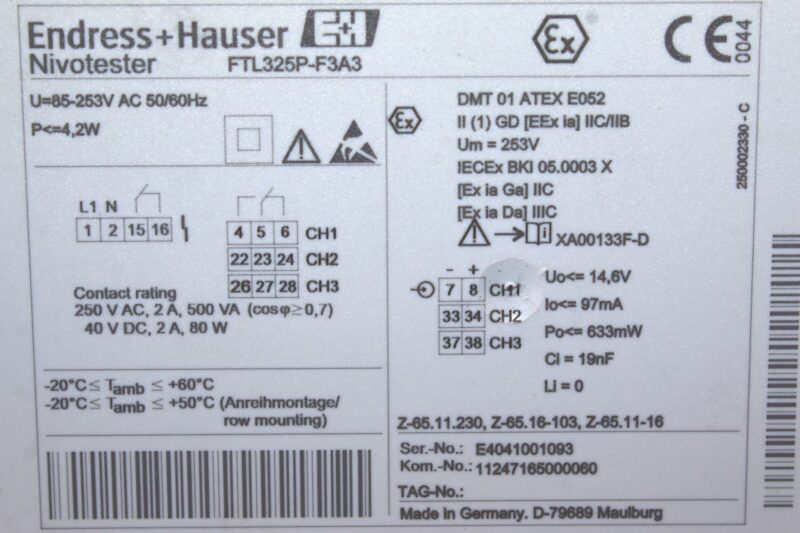 Endress+Hauser E+H
Nivotester FTL325P-F3A3
Ex
CE 0044
U=85-253V AC 50/60Hz
P<=4,2W
L1 N
1 2 15 16
4 5 6 CH1
22 23 24 CH2
26 27 28 CH3
Contact rating
250 V AC, 2 A, 500 VA (cosφ≥0,7)
40 V DC, 2 A, 80 W
-20°C≤ Tamb ≤ +60°C
-20°C≤ Tamb ≤ +50°C (Anreihmontage/
row mounting)
Ex
DMT 01 ATEX E052
II (1) GD [EEx ia] IIC/IIB
Um = 253V
IECEx BKI 05.0003 X
[Ex ia Ga] IIC
[Ex ia Da] IIIC
XA00133F-D
- +
7 8 CH1
33 34 CH2
37 38 CH3
Uo<= 14,6V
Io<= 97mA
Po<= 633mW
CI = 19nF
Li = 0
Z-65.11.230, Z-65.16-103, Z-65.11-16
Ser.-No.: E4041001093
Kom.-No.: 11247165000060
TAG-No.:
Made in Germany. D-79689 Maulburg
250002330 - C